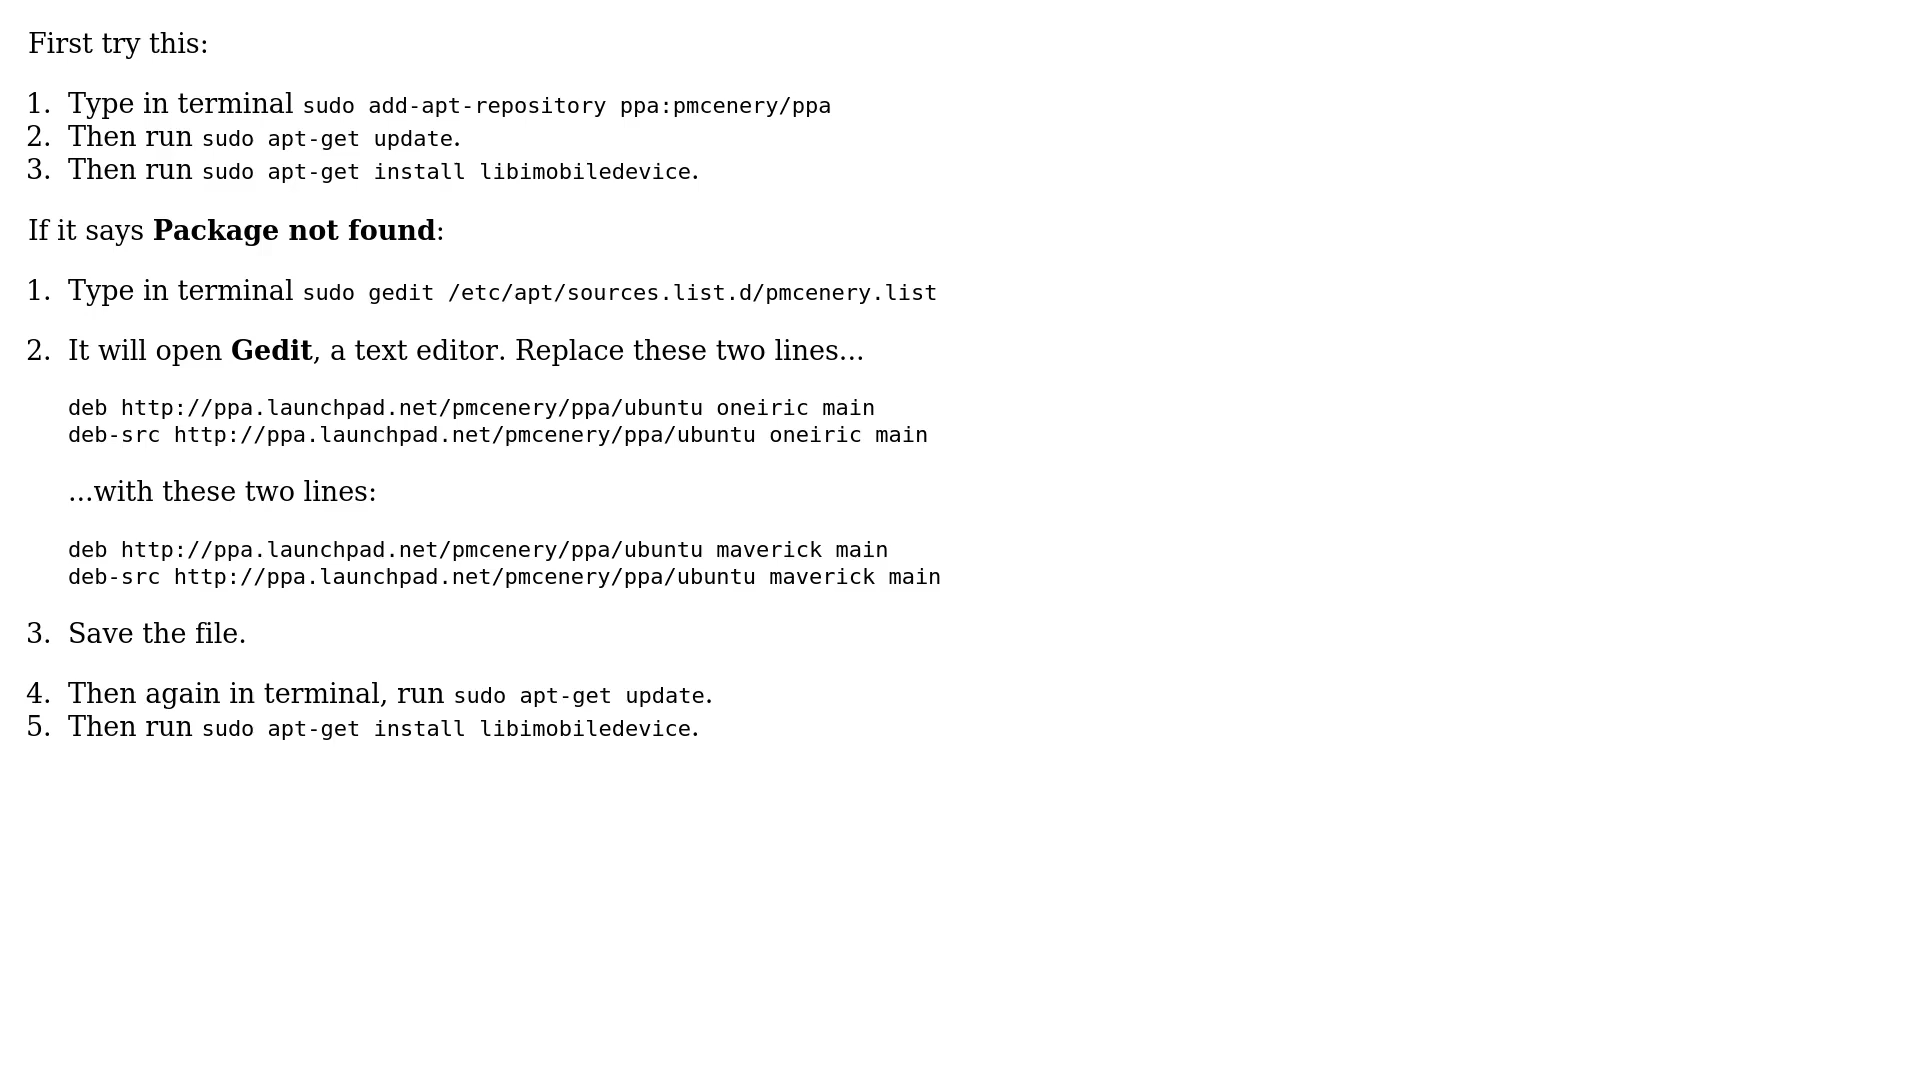 First try this:
1. Type in terminal sudo add-apt-repository ppa:pmcenery/ppa
2. Then run sudo apt-get update.
3. Then run sudo apt-get install libimobiledevice.
If it says Package not found:
1. Type in terminal sudo gedit /etc/apt/sources.list.d/pmcenery.list
2. It will open Gedit, a text editor. Replace these two lines...
deb http://ppa.launchpad.net/pmcenery/ppa/ubuntu oneiric main
deb-src http://ppa.launchpad.net/pmcenery/ppa/ubuntu oneiric main
...with these two lines:
deb http://ppa.launchpad.net/pmcenery/ppa/ubuntu maverick main
deb-src http://ppa.launchpad.net/pmcenery/ppa/ubuntu maverick main
3. Save the file.
4. Then again in terminal, run sudo apt-get update.
5. Then run sudo apt-get install libimobiledevice.